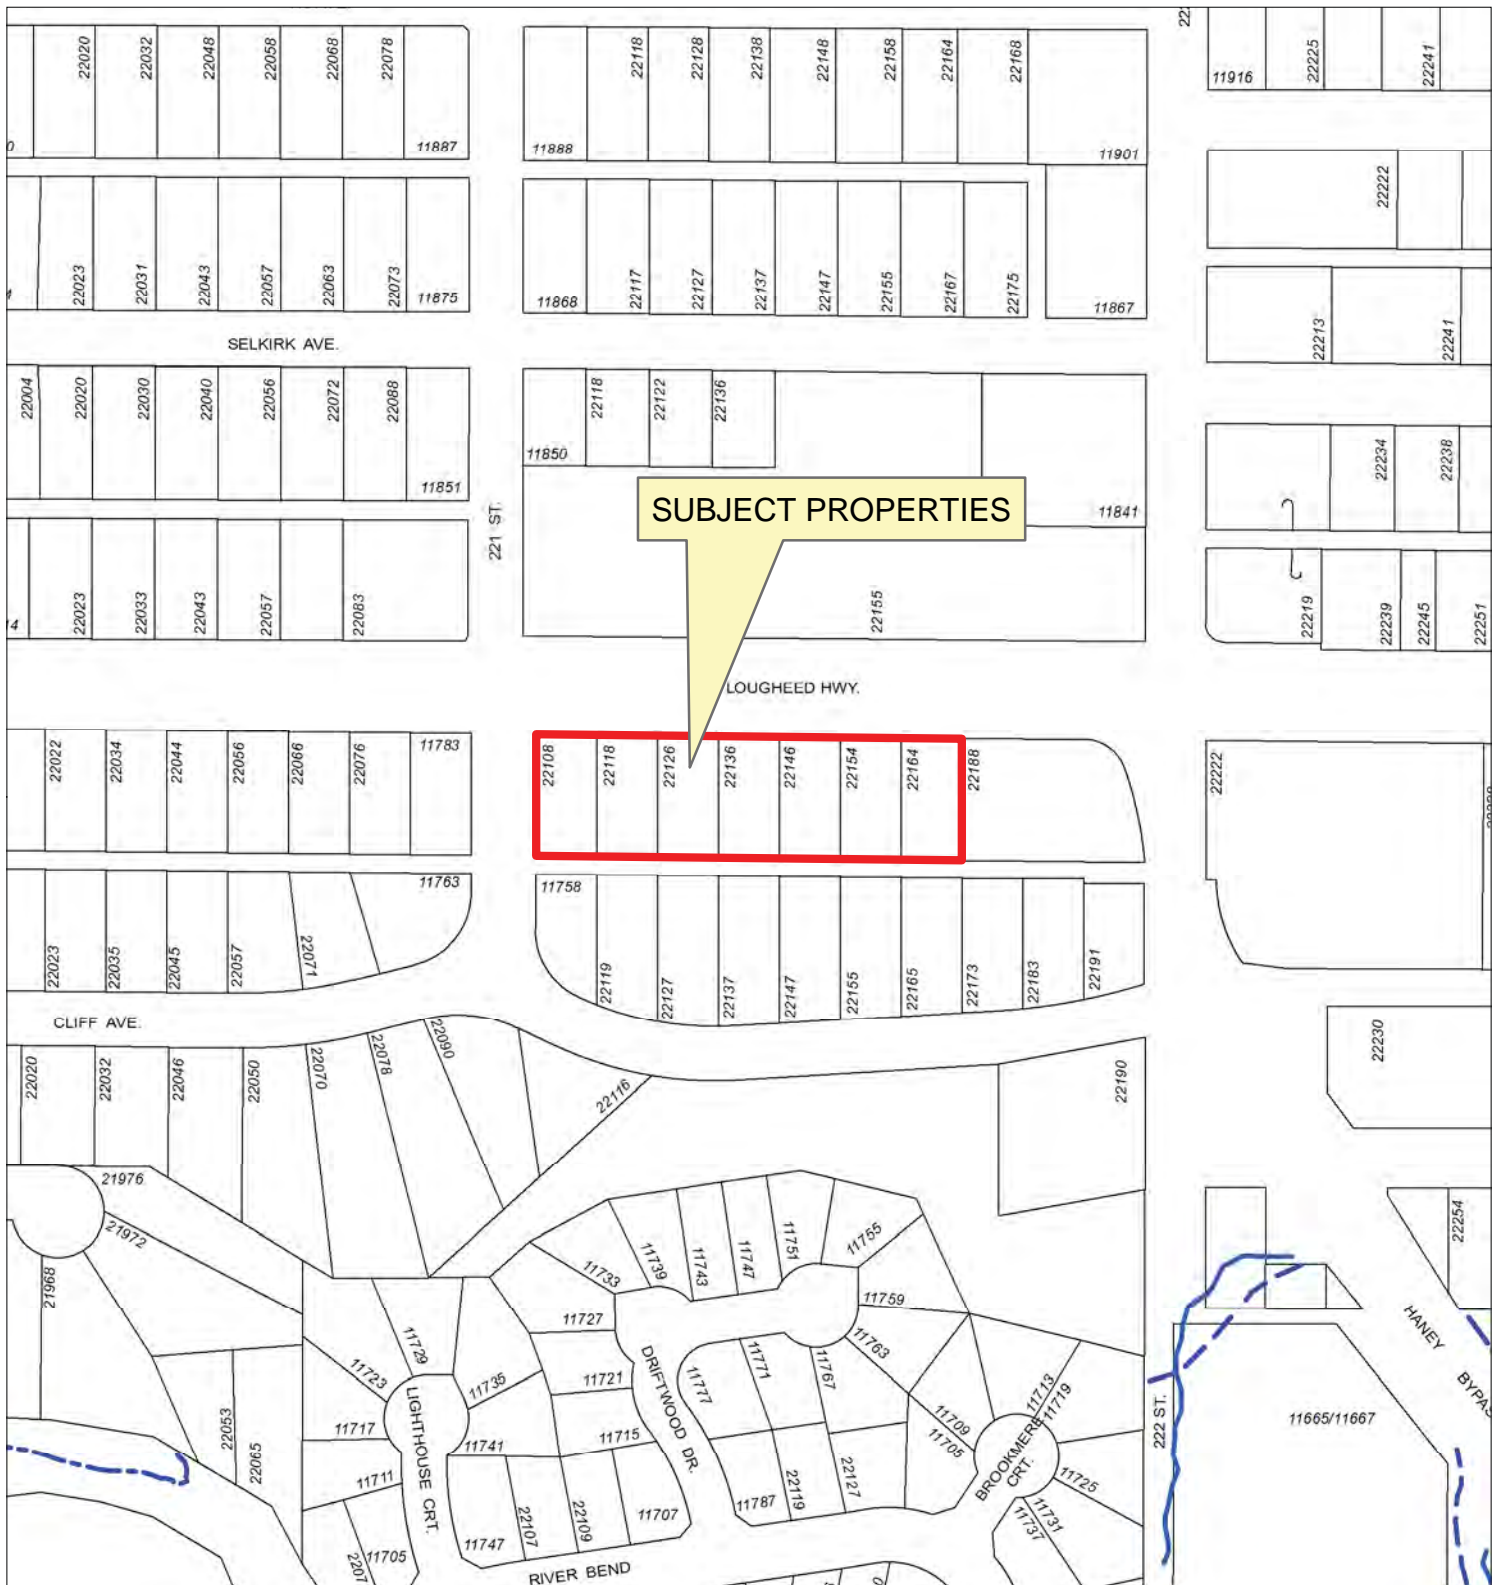 22020 22032 22048 22058 22068 22078 11887
11888 22118 22128 22138 22148 22158 22164 22168 11901
11916 22225 22241
22222
22023 22031 22043 22057 22063 22073 11875
11868 22117 22127 22137 22147 22155 22167 22175 11867
22213 22241
SELKIRK AVE.
22004 22020 22030 22040 22056 22072 22088 11851
11850 22118 22122 22136
22234 22238
SUBJECT PROPERTIES
11841
221 ST.
22023 22033 22043 22057 22083
22155
22219 22239 22245 22251
LOUGHEED HWY.
22022 22034 22044 22056 22066 22076 11783
22108 22118 22126 22136 22146 22154 22164 22188
22222
11763
11758
22023 22035 22045 22057 22071
22119 22127 22137 22147 22155 22165 22173 22183 22191
CLIFF AVE.
22020 22032 22046 22050 22070 22078 22090 22116
22190
22230
21976
21972
21968
22254
11733 11739 11743 11747 11751 11755
11759
11763
11727
11721
11715
11729
11723
11735
11717
11741
11711
LIGHTHOUSE CRT.
DRIFTWOOD DR.
11777 11771 11767
11709
11705
11713
11719
BROOKMERE
CRT.
11725
11731
11737
222 ST.
HANEY
11665/11667
22053
22065
11705
11747
22107
22109
11707
11787
22119
22127
RIVER BEND